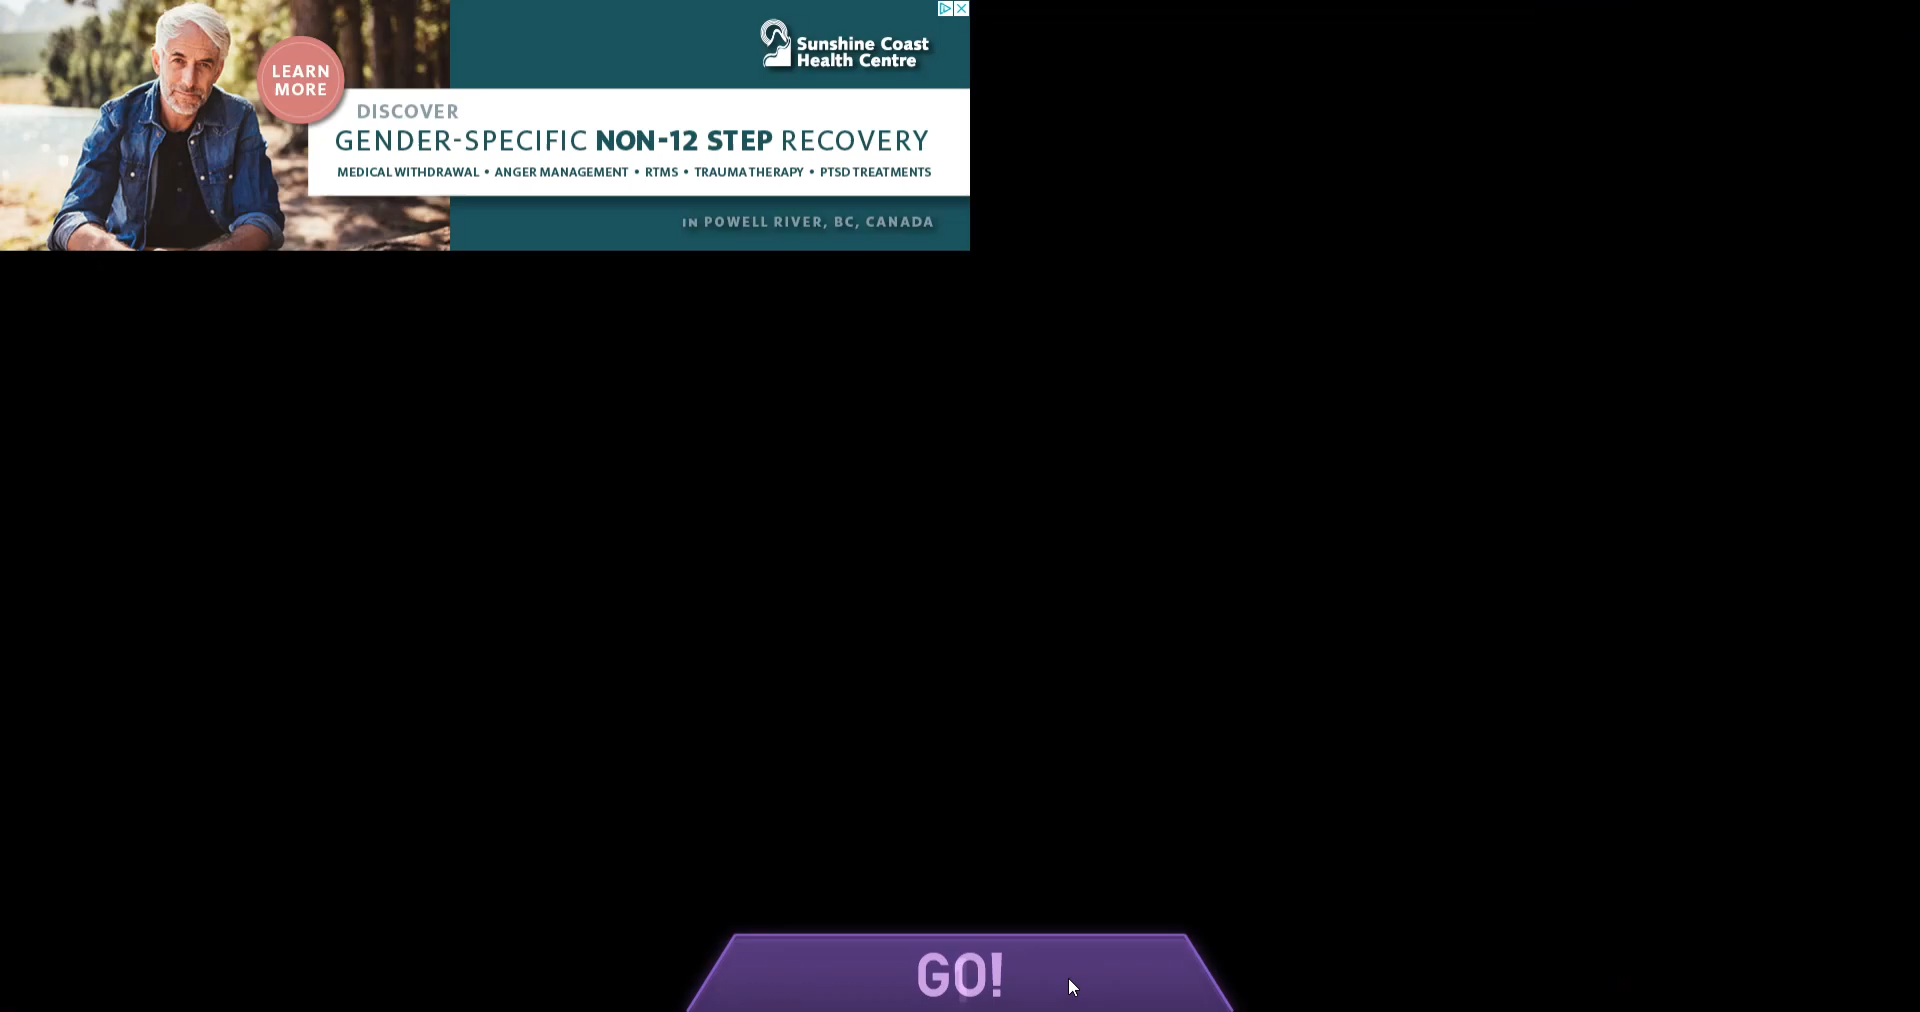 Sunshine Coast
Health Centre
LEARN
MORE
DISCOVER
GENDER-SPECIFIC NON-12 STEP RECOVERY
MEDICAL WITHDRAWAL • ANGER MANAGEMENT • RTMS • TRAUMA THERAPY • PTSD TREATMENTS
IN POWELL RIVER, BC, CANADA
GO!